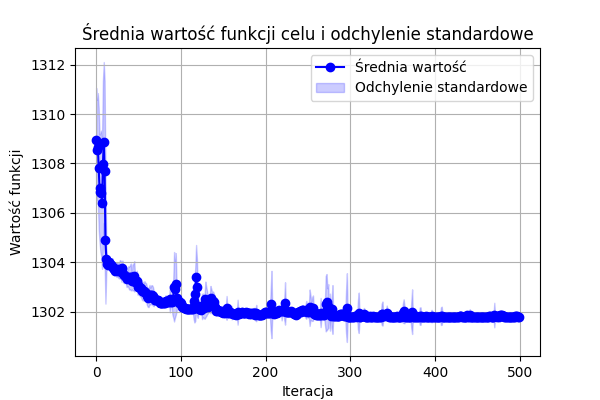 Średnia wartość funkcji celu i odchylenie standardowe
1312
1310
1308
1306
1304
1302
Wartość funkcji
Średnia wartość
Odchylenie standardowe
0 100 200 300 400 500
Iteracja